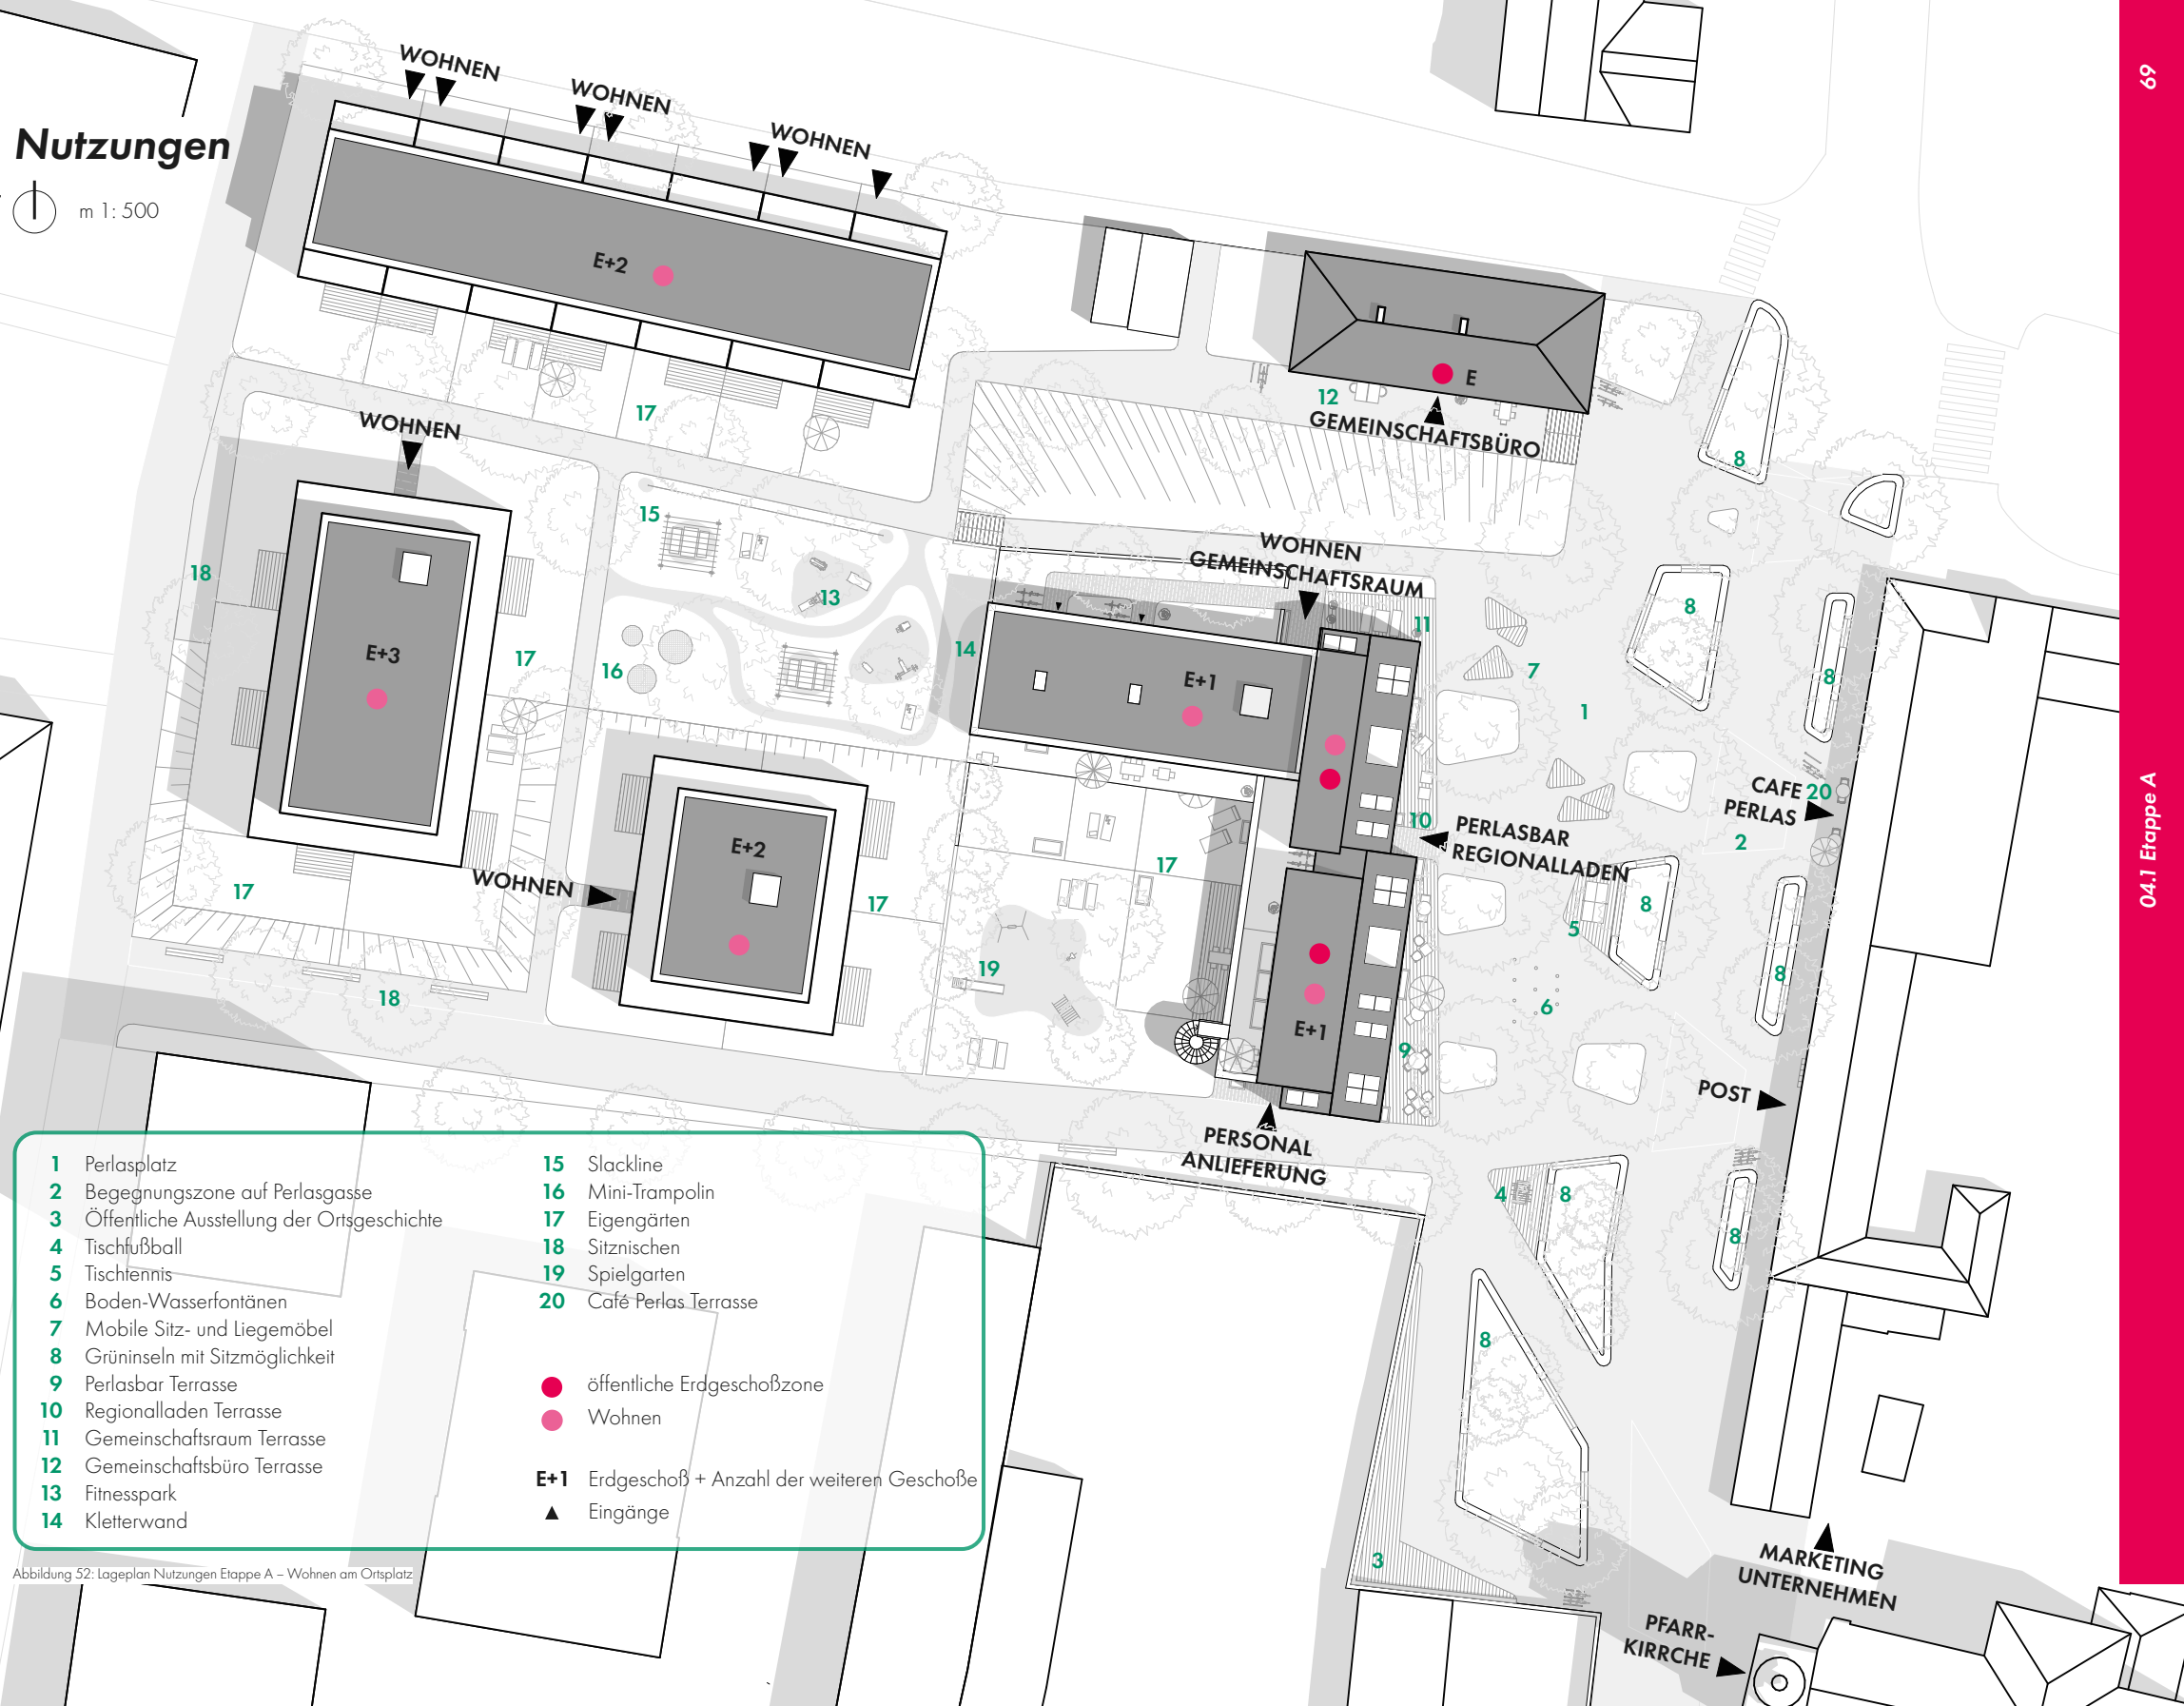 69
WOHNEN
WOHNEN
WOHNEN
Nutzungen
m 1: 500
E+2
E
12
GEMEINSCHAFTSBÜRO
17
WOHNEN
8
15
WOHNEN
GEMEINSCHAFTSRAUM
18
13
8
11
14
E+3
17
16
E+1
7
8
1
04.1 Etappe A
CAFE 20
PERLAS
10
PERLASBAR
REGIONALLADEN
2
E+2
17
WOHNEN
17
17
8
5
19
8
18
6
E+1
9
POST
PERSONAL
ANLIEFERUNG
4
8
8
8
3
MARKETING
UNTERNEHMEN
PFARR-
KIRRCHE
1 Perlasplatz
2 Begegnungszone auf Perlasgasse
3 Öffentliche Ausstellung der Ortsgeschichte
4 Tischfußball
5 Tischtennis
6 Boden-Wasserfontänen
7 Mobile Sitz- und Liegemöbel
8 Grüninseln mit Sitzmöglichkeit
9 Perlasbar Terrasse
10 Regionalladen Terrasse
11 Gemeinschaftsraum Terrasse
12 Gemeinschaftsbüro Terrasse
13 Fitnesspark
14 Kletterwand
15 Slackline
16 Mini-Trampolin
17 Eigengärten
18 Sitznischen
19 Spielgarten
20 Café Perlas Terrasse
öffentliche Erdgeschoßzone
Wohnen
E+1 Erdgeschoß + Anzahl der weiteren Geschoße
Eingänge
Abbildung 52: Lageplan Nutzungen Etappe A – Wohnen am Ortsplatz